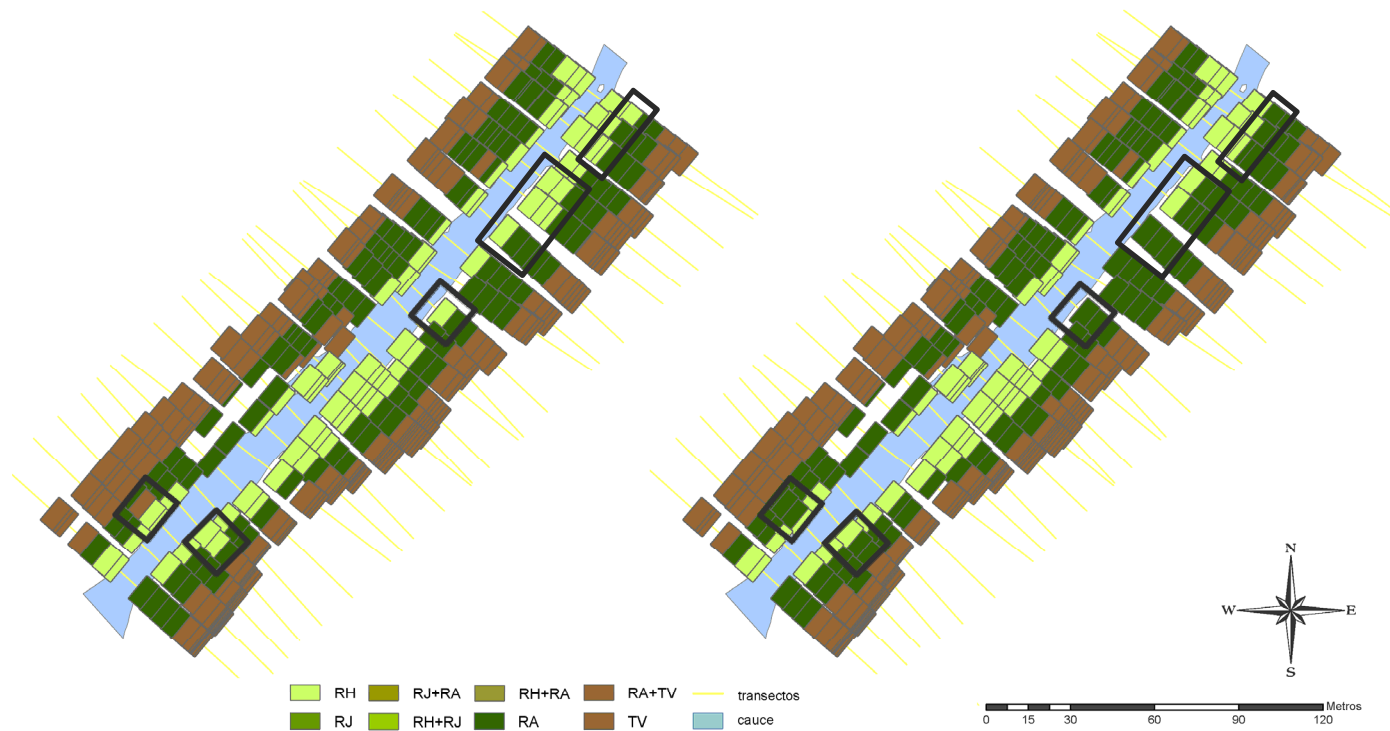 N
W E
S
RH RJ+RA RH+RA RA+TV transectos
RJ RH+RJ RA TV cauce
Metros
0 15 30 60 90 120